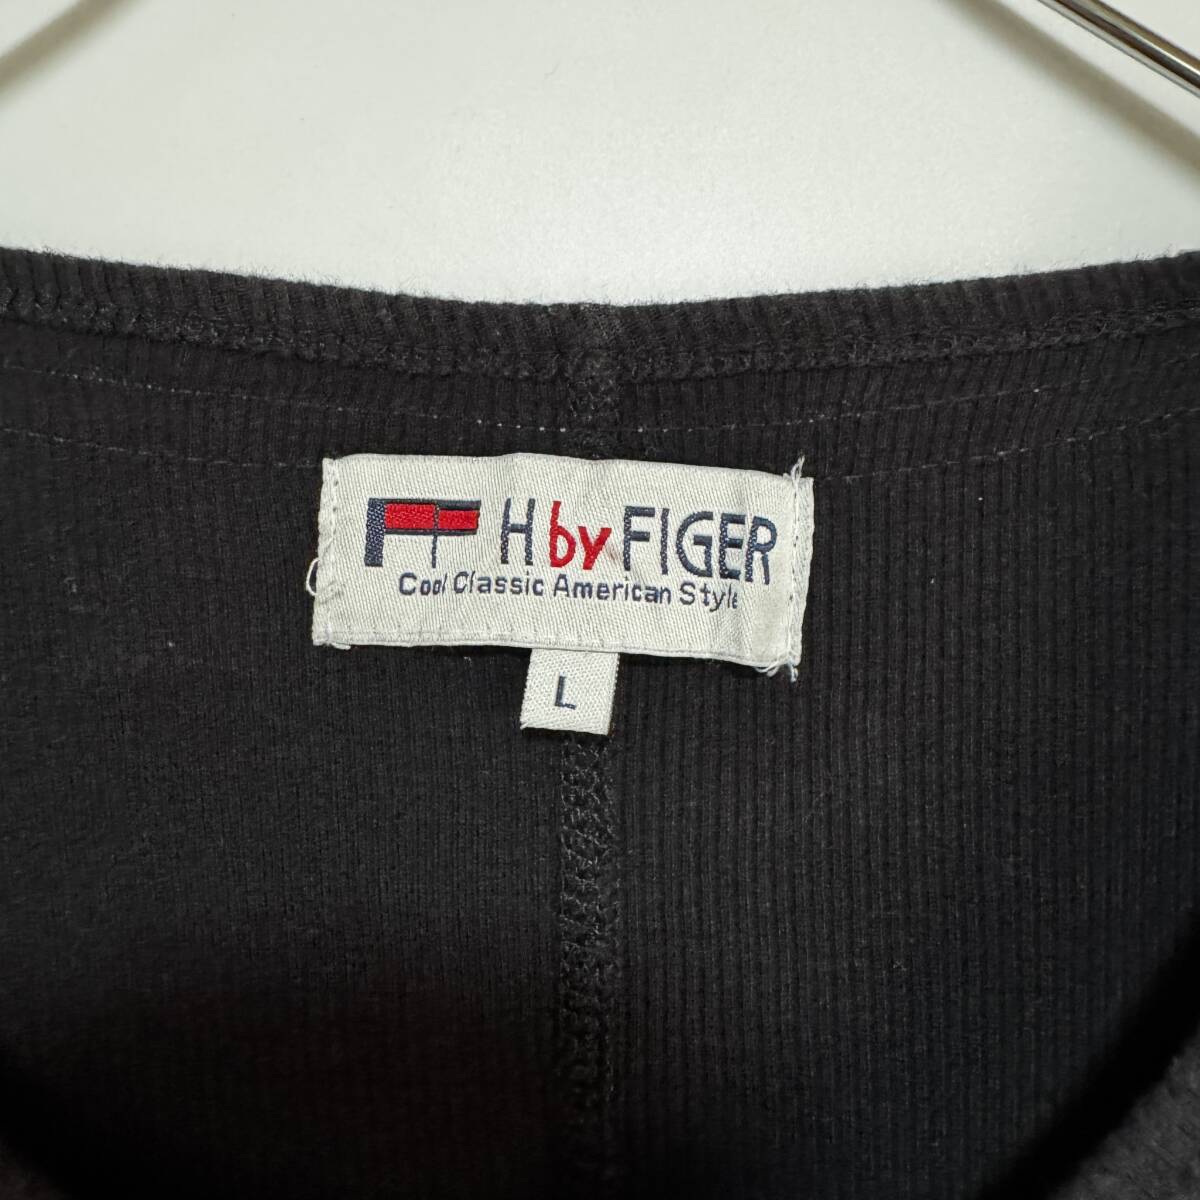 H by FIGER
Cool Classic American Style
L